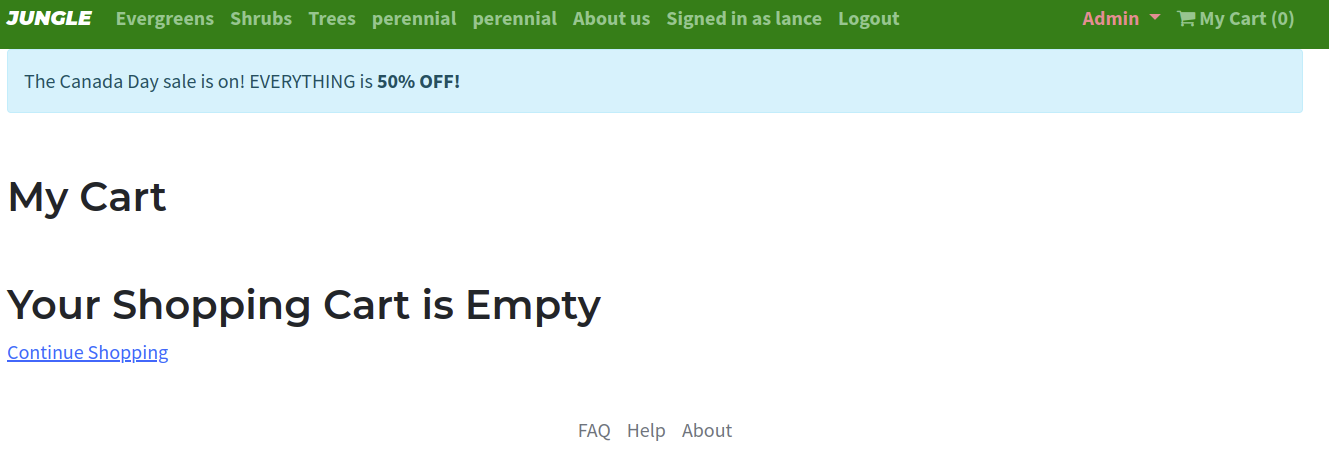 JUNGLE Evergreens Shrubs Trees perennial perennial About us Signed in as lance Logout Admin My Cart (0)
The Canada Day sale is on! EVERYTHING is 50% OFF!
My Cart
Your Shopping Cart is Empty
Continue Shopping
FAQ Help About